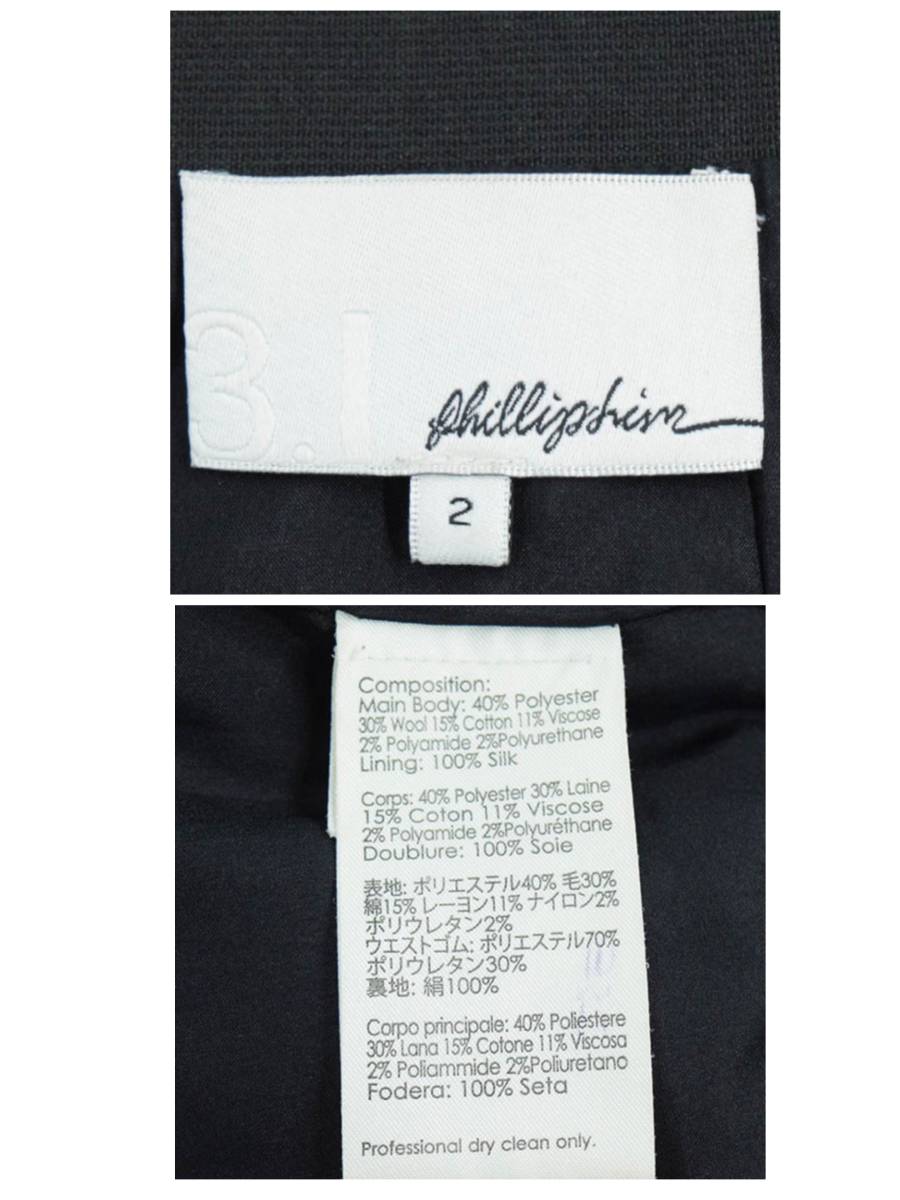 3.1
phillip lim
2
Composition:
Main Body: 40% Polyester
30% Wool 15% Cotton 11% Viscose
2% Polyamide 2%Polyurethane
Lining: 100% Silk
Corps: 40% Polyester 30% Laine
15% Coton 11% Viscose
2% Polyamide 2%Polyuréthane
Doublure: 100% Soie
表地: ポリエステル40% 毛30%
綿15% レーヨン11% ナイロン2%
ポリウレタン2%
ウエストゴム: ポリエステル70%
ポリウレタン30%
裏地: 絹100%
Corpo principale: 40% Poliestere
30% Lana 15% Cotone 11% Viscosa
2% Poliammide 2%Poliuretano
Fodera: 100% Seta
Professional dry clean only.